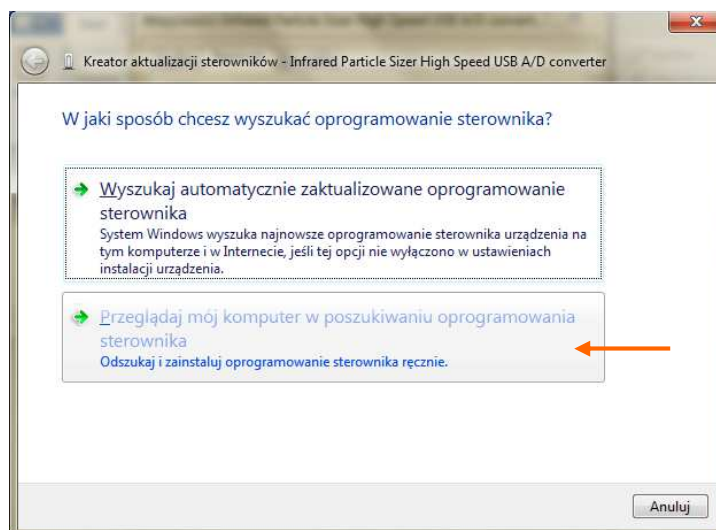 Kreator aktualizacji sterowników - Infrared Particle Sizer High Speed USB A/D converter
W jaki sposób chcesz wyszukać oprogramowanie sterownika?
Wyszukaj automatycznie zaktualizowane oprogramowanie
sterownika
System Windows wyszuka najnowsze oprogramowanie sterownika urządzenia na
tym komputerze i w Internecie, jeśli tej opcji nie wyłączono w ustawieniach
instalacji urządzenia.
Przeglądaj mój komputer w poszukiwaniu oprogramowania
sterownika
Odszukaj i zainstaluj oprogramowanie sterownika ręcznie.
Anuluj